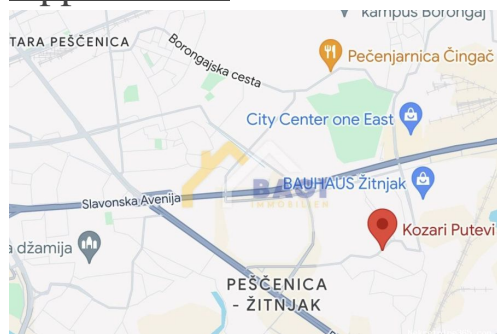 kampus Borongaj
TARA PEŠČENICA
Borongajska cesta
Pečenjarnica Čingač
City Center one East
BAUHAUS Žitnjak
Slavonska Avenija
IMMOBILIEN
Kozari Putevi
džamija
PEŠČENICA
- ŽITNJAK